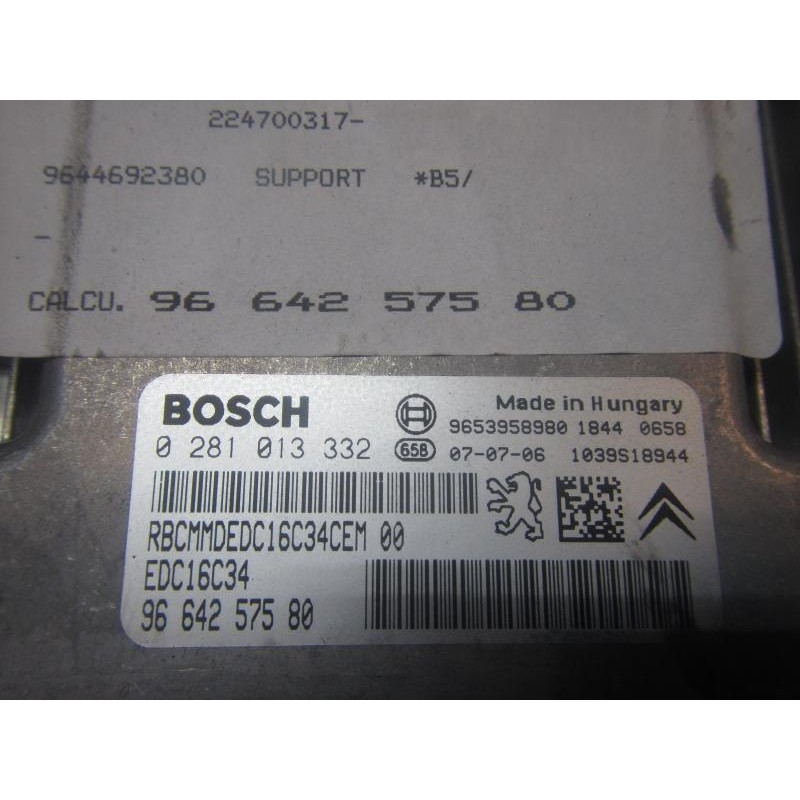 224700317-
9644692380 SUPPORT *B5/
-
CALCU. 96 642 575 80
BOSCH Made in Hungary
9653958980 1844 0658
0 281 013 332 658 07-07-06 1039S18944
RBCMMDEDC16C34CEM 00
EDC16C34
96 642 575 80